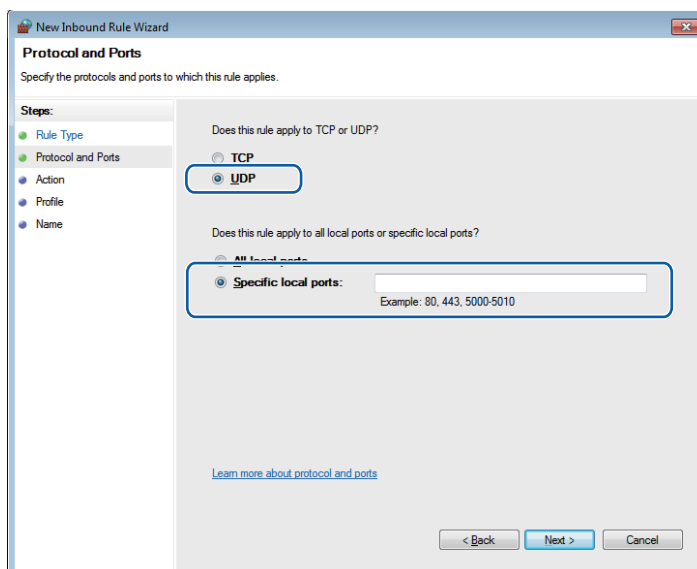 New Inbound Rule Wizard
Protocol and Ports
Specify the protocols and ports to which this rule applies.
Steps:
Rule Type
Protocol and Ports
Action
Profile
Name
Does this rule apply to TCP or UDP?
TCP
UDP
Does this rule apply to all local ports or specific local ports?
All local ports
Specific local ports:
Example: 80, 443, 5000-5010
Learn more about protocol and ports
< Back
Next >
Cancel